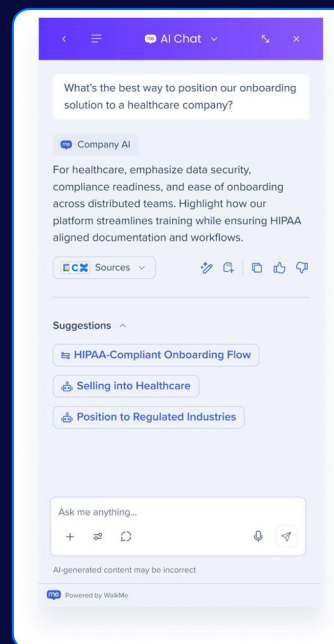 me AI Chat
What's the best way to position our onboarding
solution to a healthcare company?
me Company AI
For healthcare, emphasize data security,
compliance readiness, and ease of onboarding
across distributed teams. Highlight how our
platform streamlines training while ensuring HIPAA
aligned documentation and workflows.
Sources
Suggestions
HIPAA-Compliant Onboarding Flow
Selling into Healthcare
Position to Regulated Industries
Ask me anything...
AI-generated content may be incorrect
me Powered by WalkMe